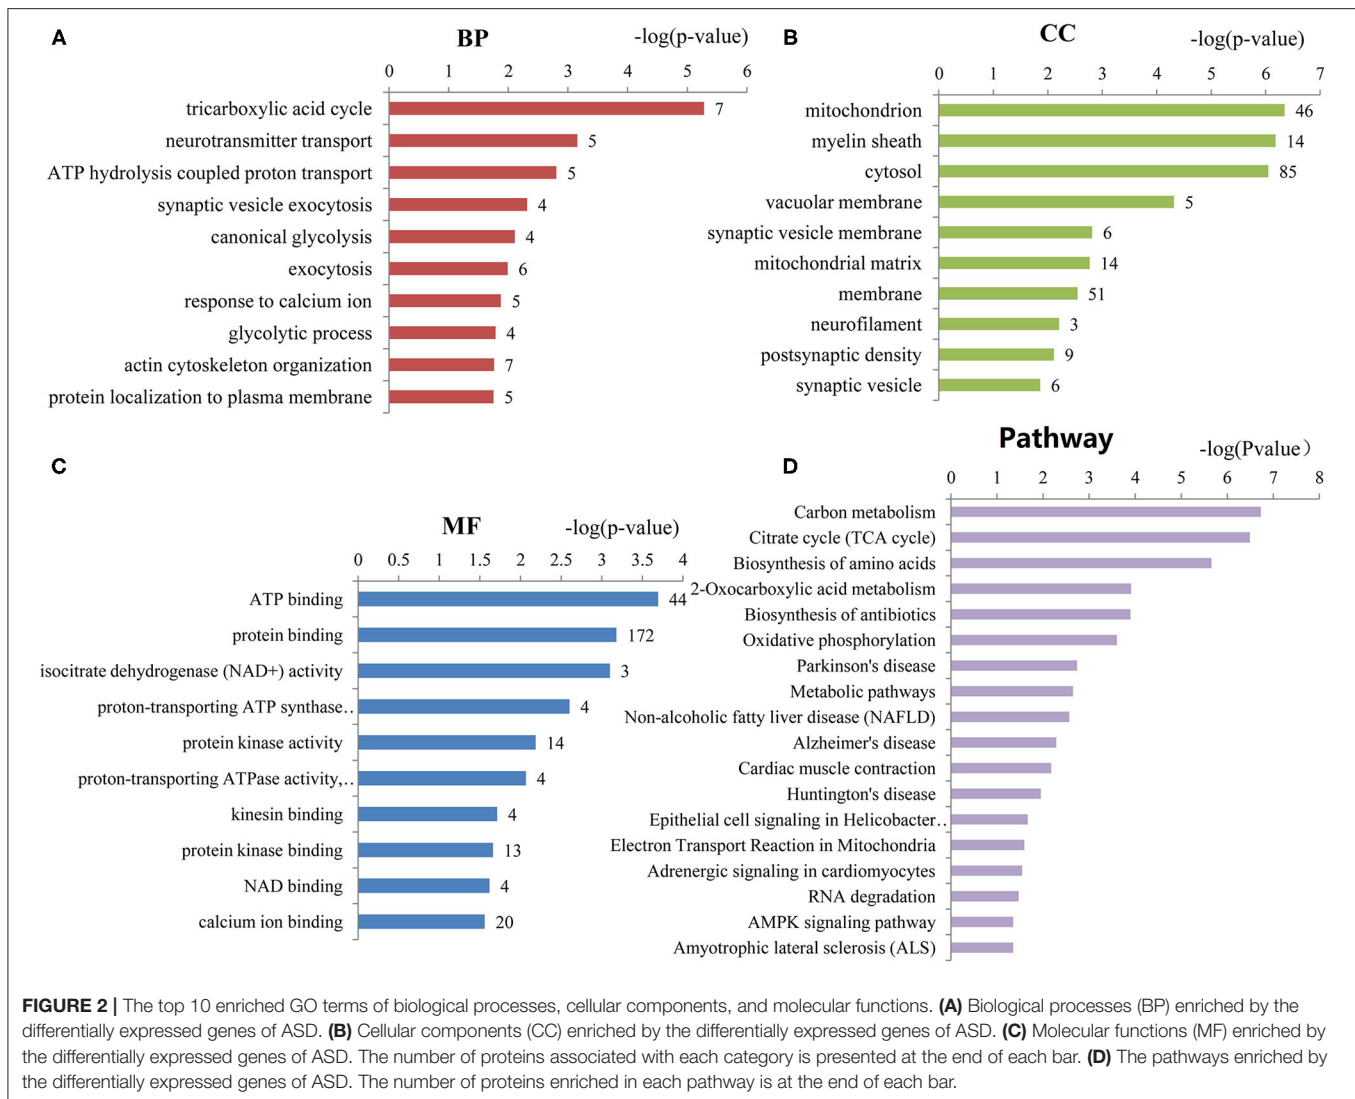 A
BP
-log(p-value)
0 1 2 3 4 5 6
tricarboxylic acid cycle 7
neurotransmitter transport 5
ATP hydrolysis coupled proton transport 5
synaptic vesicle exocytosis 4
canonical glycolysis 4
exocytosis 6
response to calcium ion 5
glycolytic process 4
actin cytoskeleton organization 7
protein localization to plasma membrane 5
B
CC
-log(p-value)
0 1 2 3 4 5 6 7
mitochondrion 46
myelin sheath 14
cytosol 85
vacuolar membrane 5
synaptic vesicle membrane 6
mitochondrial matrix 14
membrane 51
neurofilament 3
postsynaptic density 9
synaptic vesicle 6
C
MF
-log(p-value)
0 0.5 1 1.5 2 2.5 3 3.5 4
ATP binding 44
protein binding 172
isocitrate dehydrogenase (NAD+) activity 3
proton-transporting ATP synthase.. 4
protein kinase activity 14
proton-transporting ATPase activity,.. 4
kinesin binding 4
protein kinase binding 13
NAD binding 4
calcium ion binding 20
D
Pathway
-log(Pvalue）
0 1 2 3 4 5 6 7 8
Carbon metabolism
Citrate cycle (TCA cycle)
Biosynthesis of amino acids
2-Oxocarboxylic acid metabolism
Biosynthesis of antibiotics
Oxidative phosphorylation
Parkinson's disease
Metabolic pathways
Non-alcoholic fatty liver disease (NAFLD)
Alzheimer's disease
Cardiac muscle contraction
Huntington's disease
Epithelial cell signaling in Helicobacter..
Electron Transport Reaction in Mitochondria
Adrenergic signaling in cardiomyocytes
RNA degradation
AMPK signaling pathway
Amyotrophic lateral sclerosis (ALS)
FIGURE 2 | The top 10 enriched GO terms of biological processes, cellular components, and molecular functions. (A) Biological processes (BP) enriched by the
differentially expressed genes of ASD. (B) Cellular components (CC) enriched by the differentially expressed genes of ASD. (C) Molecular functions (MF) enriched by
the differentially expressed genes of ASD. The number of proteins associated with each category is presented at the end of each bar. (D) The pathways enriched by
the differentially expressed genes of ASD. The number of proteins enriched in each pathway is at the end of each bar.